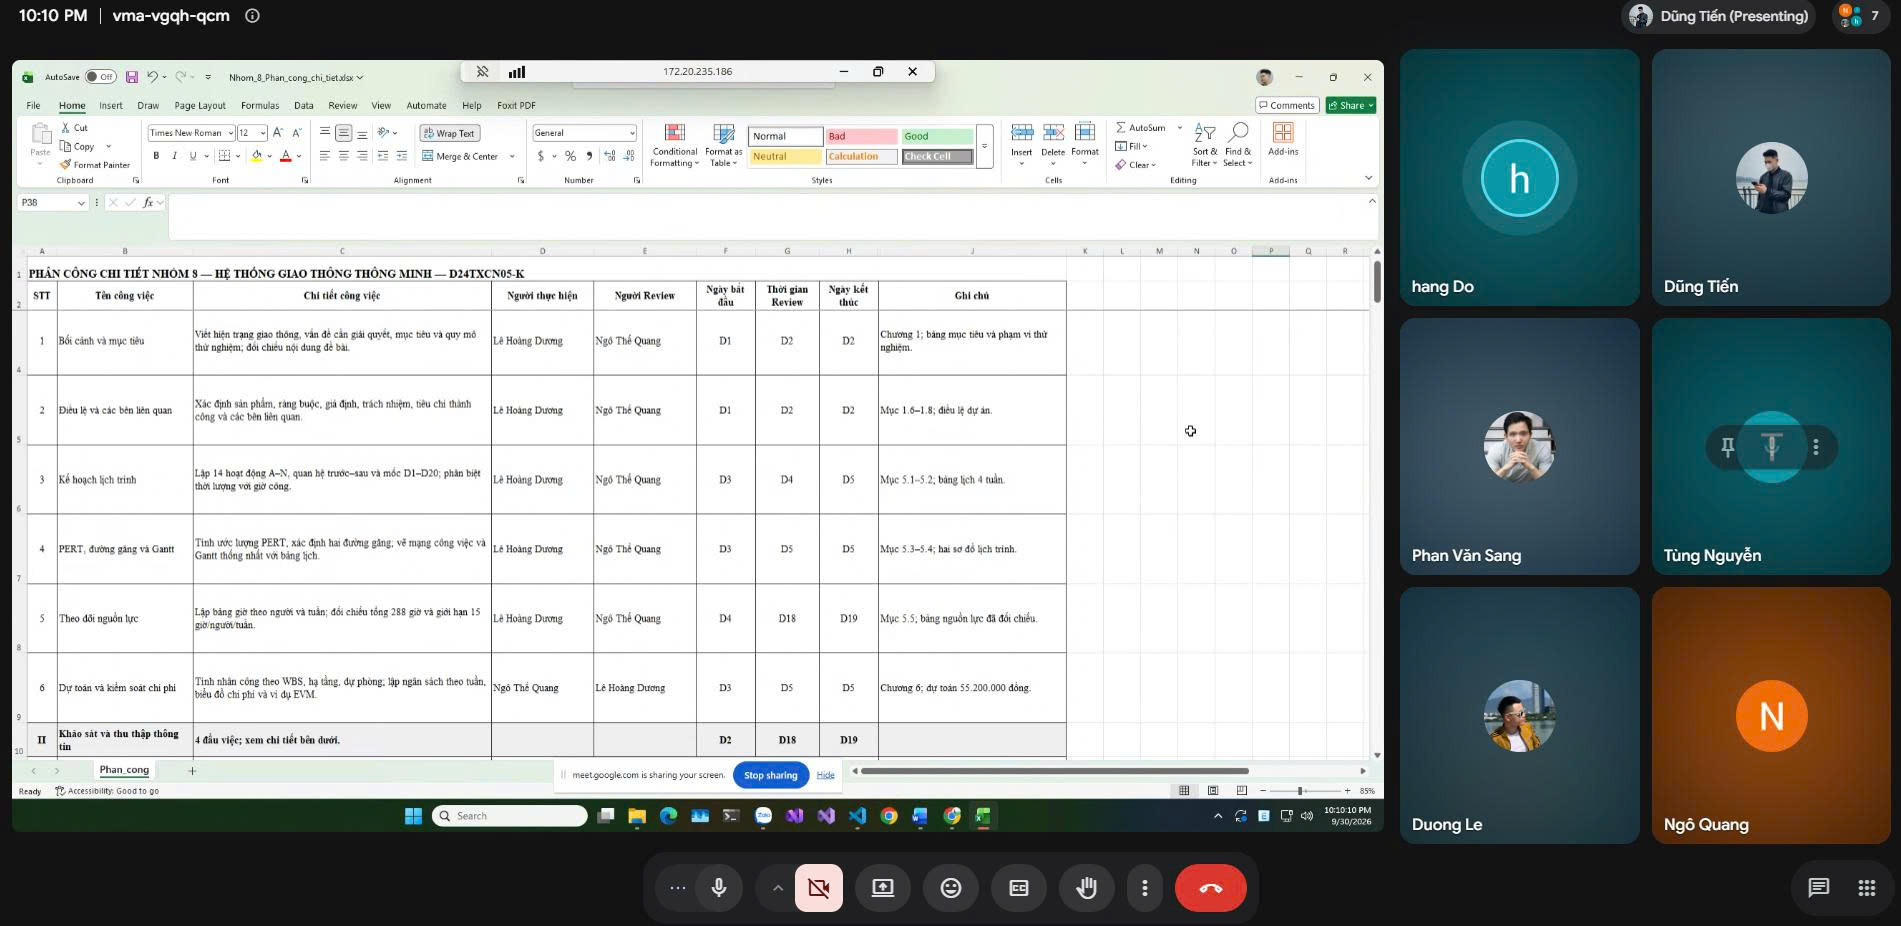 10:10 PM | vma-vgqh-qcm
Dũng Tiến (Presenting)
7
AutoSave Off
Nhom_8_Phan_cong_chi_tiet.xlsx
172.20.235.186
File Home Insert Draw Page Layout Formulas Data Review View Automate Help Foxit PDF
Comments Share
Paste
Cut
Copy
Format Painter
Clipboard
Times New Roman 12
B I U
Font
Wrap Text
Merge & Center
Alignment
General
$ %
Number
Conditional Formatting
Format as Table
Normal Bad Good
Neutral Calculation Check Cell
Styles
Insert Delete Format
Cells
AutoSum
Fill
Clear
Sort & Filter
Find & Select
Editing
Add-ins
Add-ins
P38
fx
A B C D E F G H J K L M N O P Q R
1 PHÂN CÔNG CHI TIẾT NHÓM 8 — HỆ THỐNG GIAO THÔNG THÔNG MINH — D24TXCN05-K
2 STT Tên công việc Chi tiết công việc Người thực hiện Người Review Ngày bắt đầu Thời gian Review Ngày kết thúc Ghi chú
4 1 Bối cảnh và mục tiêu Viết hiện trạng giao thông, vấn đề cần giải quyết, mục tiêu và quy mô thử nghiệm; đối chiếu nội dung đề bài. Lê Hoàng Dương Ngô Thế Quang D1 D2 D2 Chương 1; bảng mục tiêu và phạm vi thử nghiệm.
5 2 Điều lệ và các bên liên quan Xác định sản phẩm, ràng buộc, giả định, trách nhiệm, tiêu chí thành công và các bên liên quan. Lê Hoàng Dương Ngô Thế Quang D1 D2 D2 Mục 1.6–1.8; điều lệ dự án.
6 3 Kế hoạch lịch trình Lập 14 hoạt động A–N, quan hệ trước–sau và mốc D1–D20; phân biệt thời lượng với giờ công. Lê Hoàng Dương Ngô Thế Quang D3 D4 D5 Mục 5.1–5.2; bảng lịch 4 tuần.
7 4 PERT, đường găng và Gantt Tính ước lượng PERT, xác định hai đường găng; vẽ mạng công việc và Gantt thống nhất với bảng lịch. Lê Hoàng Dương Ngô Thế Quang D3 D5 D5 Mục 5.3–5.4; hai sơ đồ lịch trình.
8 5 Theo dõi nguồn lực Lập bảng giờ theo người và tuần; đối chiếu tổng 288 giờ và giới hạn 15 giờ/người/tuần. Lê Hoàng Dương Ngô Thế Quang D4 D18 D19 Mục 5.5; bảng nguồn lực đã đối chiếu.
9 6 Dự toán và kiểm soát chi phí Tính nhân công theo WBS, hạ tầng, dự phòng; lập ngân sách theo tuần, biểu đồ chi phí và ví dụ EVM. Ngô Thế Quang Lê Hoàng Dương D3 D5 D5 Chương 6; dự toán 55.200.000 đồng.
10 II Khảo sát và thu thập thông tin 4 đầu việc; xem chi tiết bên dưới. D2 D18 D19
Phan_cong
meet.google.com is sharing your screen. Stop sharing Hide
Ready Accessibility: Good to go
85%
Search
Zalo
10:10:10 PM
9/30/2026
h
hang Do
Dũng Tiến
Phan Văn Sang
T
Tùng Nguyễn
Duong Le
N
Ngô Quang